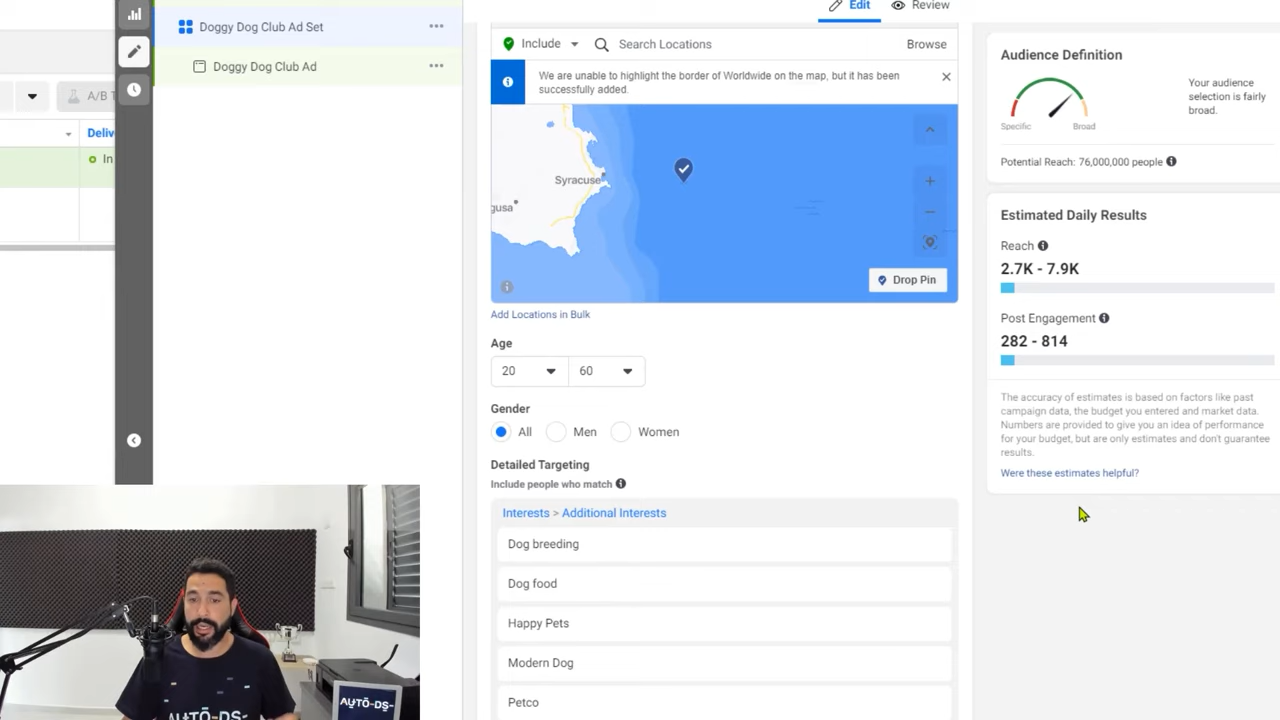 Doggy Dog Club Ad Set
Doggy Dog Club Ad
A/B T
Deliv
In
Edit
Review
Include
Search Locations
Browse
We are unable to highlight the border of Worldwide on the map, but it has been
successfully added.
Syracuse
gusa
Drop Pin
Add Locations in Bulk
Age
20
60
Gender
All
Men
Women
Detailed Targeting
Include people who match
Interests > Additional Interests
Dog breeding
Dog food
Happy Pets
Modern Dog
Petco
Audience Definition
Specific
Broad
Your audience
selection is fairly
broad.
Potential Reach: 76,000,000 people
Estimated Daily Results
Reach
2.7K - 7.9K
Post Engagement
282 - 814
The accuracy of estimates is based on factors like past
campaign data, the budget you entered and market data.
Numbers are provided to give you an idea of performance
for your budget, but are only estimates and don't guarantee
results.
Were these estimates helpful?
AUTO-DS-
AUTO-DS-